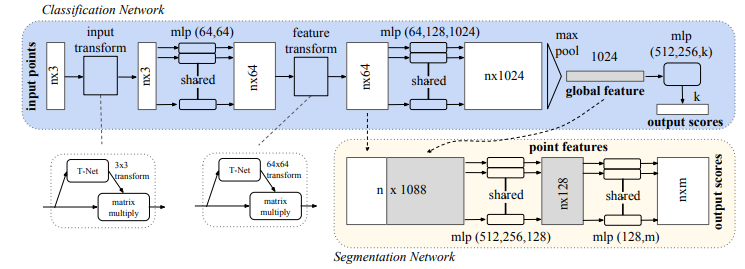 Classification Network
input points
nx3
input
transform
nx3
mlp (64,64)
shared
nx64
feature
transform
nx64
mlp (64,128,1024)
shared
nx1024
max
pool
1024
global feature
mlp
(512,256,k)
k
output scores
T-Net
3x3
transform
matrix
multiply
T-Net
64x64
transform
matrix
multiply
point features
n x 1088
shared
mlp (512,256,128)
nx128
shared
mlp (128,m)
nxm
output scores
Segmentation Network